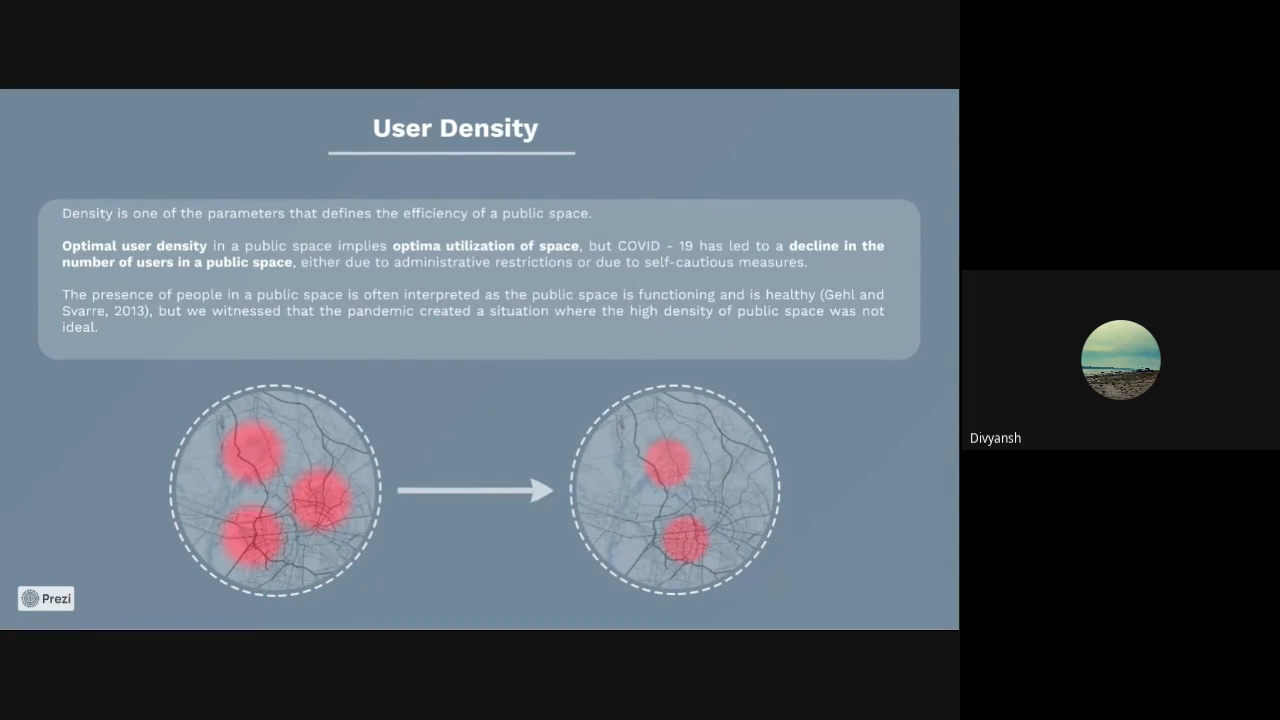 User Density
Density is one of the parameters that defines the efficiency of a public space.
Optimal user density in a public space implies optima utilization of space, but COVID - 19 has led to a decline in the
number of users in a public space, either due to administrative restrictions or due to self-cautious measures.
The presence of people in a public space is often interpreted as the public space is functioning and is healthy (Gehl and
Svarre, 2013), but we witnessed that the pandemic created a situation where the high density of public space was not
ideal.
Prezi
Divyansh